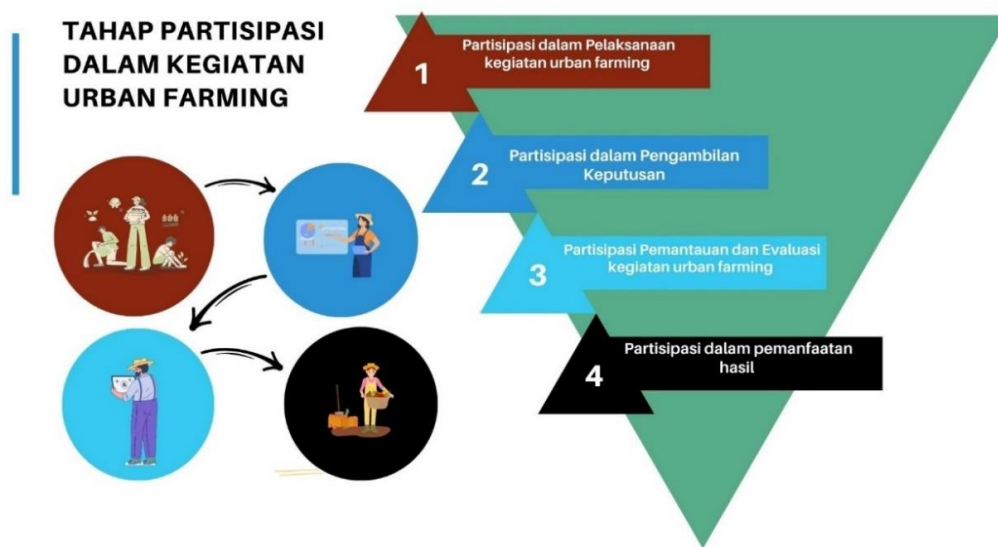 TAHAP PARTISIPASI
DALAM KEGIATAN
URBAN FARMING
1
Partisipasi dalam Pelaksanaan
kegiatan urban farming
2
Partisipasi dalam Pengambilan
Keputusan
3
Partisipasi Pemantauan dan Evaluasi
kegiatan urban farming
4
Partisipasi dalam pemanfaatan
hasil